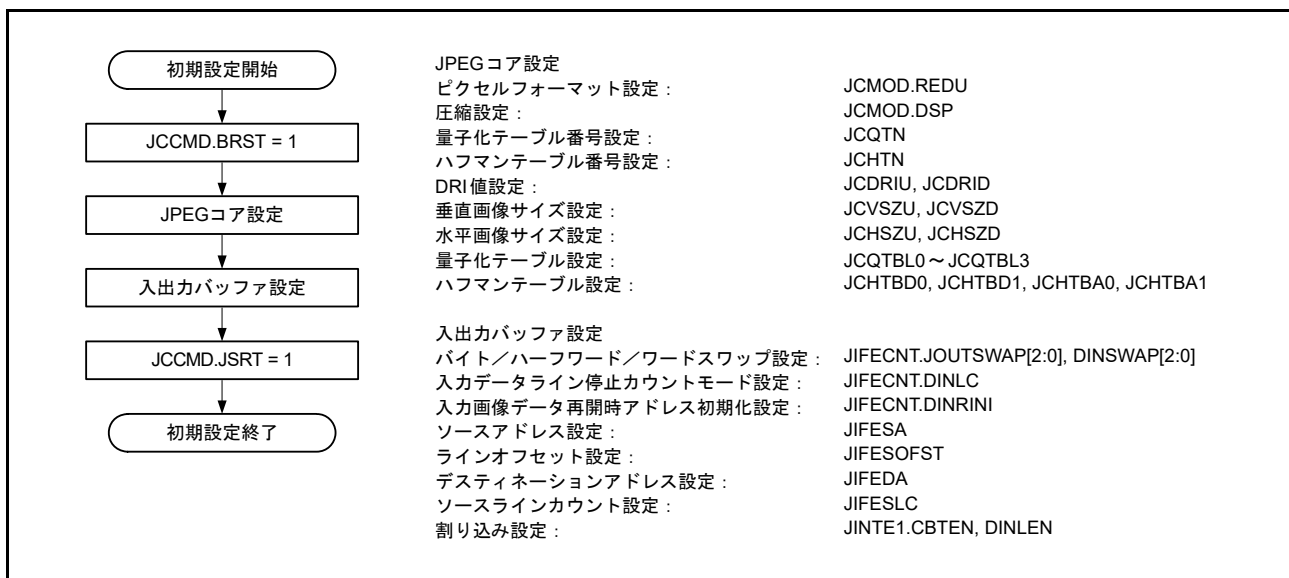 初期設定開始
JCCMD.BRST = 1
JPEGコア設定
入出力バッファ設定
JCCMD.JSRT = 1
初期設定終了
JPEGコア設定
ピクセルフォーマット設定： JCMOD.REDU
圧縮設定： JCMOD.DSP
量子化テーブル番号設定： JCQTN
ハフマンテーブル番号設定： JCHTN
DRI値設定： JCDRIU, JCDRID
垂直画像サイズ設定： JCVSZU, JCVSZD
水平画像サイズ設定： JCHSZU, JCHSZD
量子化テーブル設定： JCQTBL0～JCQTBL3
ハフマンテーブル設定： JCHTBD0, JCHTBD1, JCHTBA0, JCHTBA1
入出力バッファ設定
バイト／ハーフワード／ワードスワップ設定： JIFECNT.JOUTSWAP[2:0], DINSWAP[2:0]
入力データライン停止カウントモード設定： JIFECNT.DINLC
入力画像データ再開時アドレス初期化設定： JIFECNT.DINRINI
ソースアドレス設定： JIFESA
ラインオフセット設定： JIFESOFST
デスティネーションアドレス設定： JIFEDA
ソースラインカウント設定： JIFESLC
割り込み設定： JINTE1.CBTEN, DINLEN